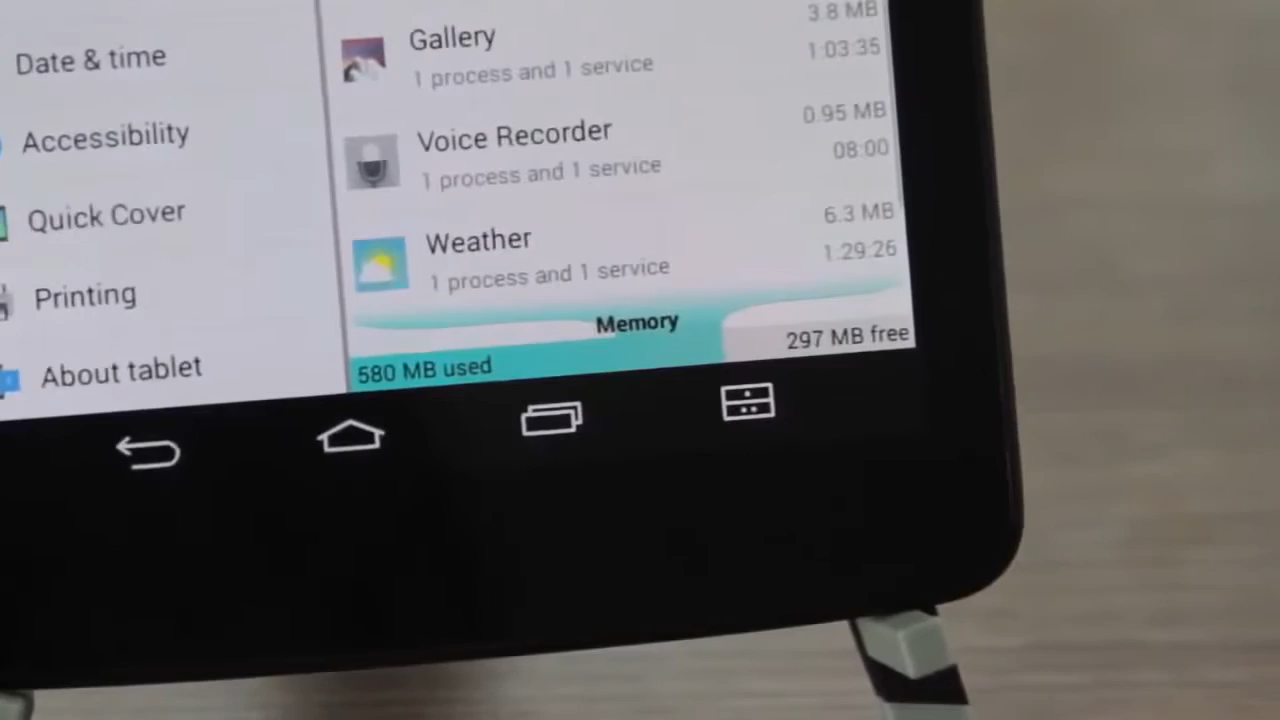 Date & time
Accessibility
Quick Cover
Printing
About tablet
3.8 MB
Gallery
1:03:35
1 process and 1 service
0.95 MB
Voice Recorder
08:00
1 process and 1 service
6.3 MB
Weather
1:29:26
1 process and 1 service
Memory
580 MB used
297 MB free